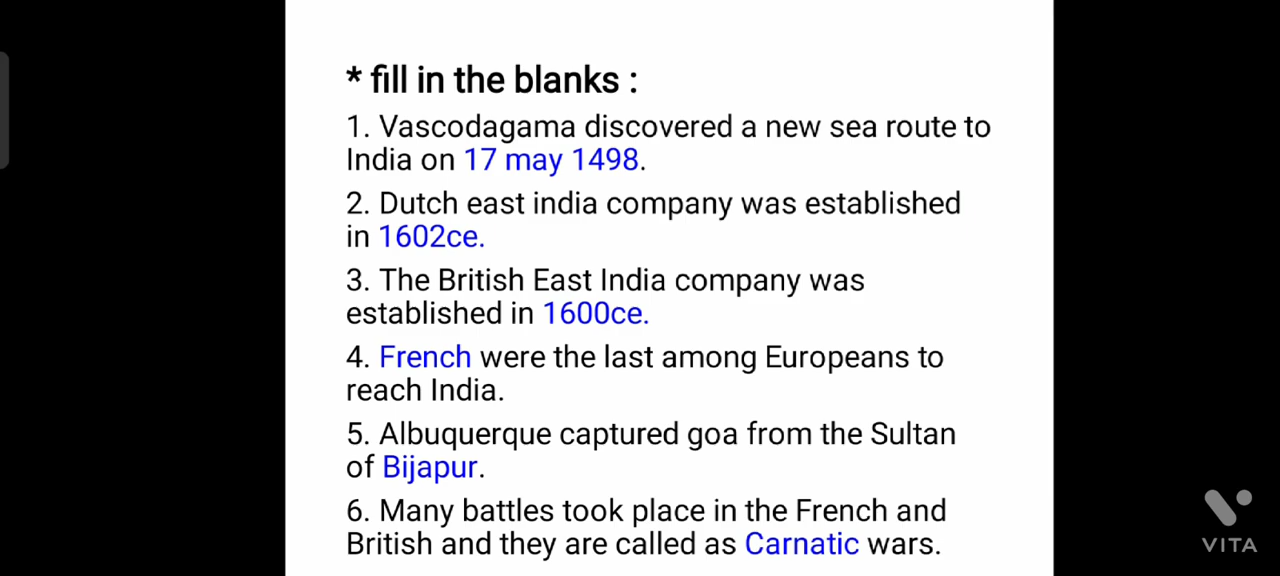 * fill in the blanks :
1. Vascodagama discovered a new sea route to
India on 17 may 1498.
2. Dutch east india company was established
in 1602ce.
3. The British East India company was
established in 1600ce.
4. French were the last among Europeans to
reach India.
5. Albuquerque captured goa from the Sultan
of Bijapur.
6. Many battles took place in the French and
British and they are called as Carnatic wars.
VITA